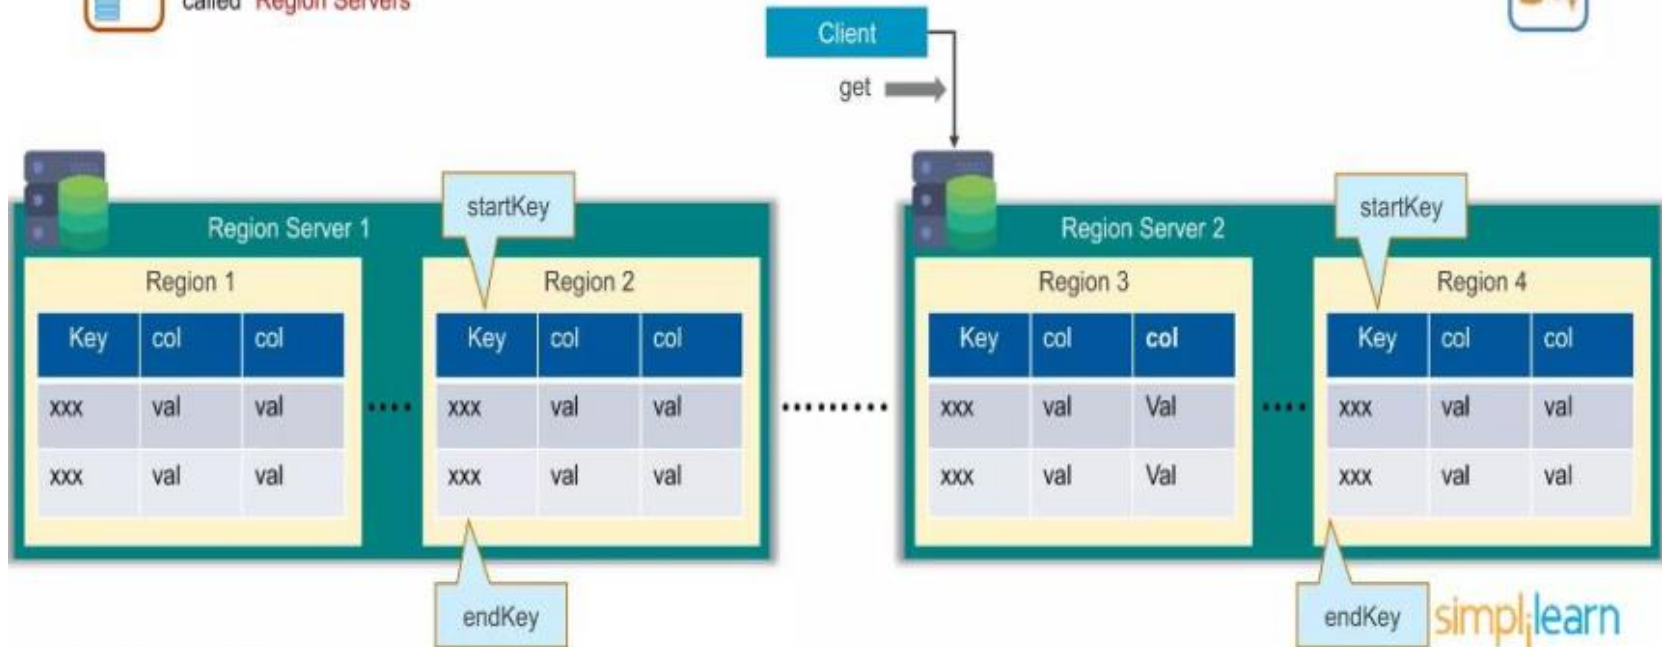 called "Region Servers"
Client
get
Region Server 1
startKey
Region 1
Region 2
Key col col
xxx val val
xxx val val
Key col col
xxx val val
xxx val val
endKey
Region Server 2
startKey
Region 3
Region 4
Key col col
xxx val Val
xxx val Val
Key col col
xxx val val
xxx val val
endKey
simplilearn